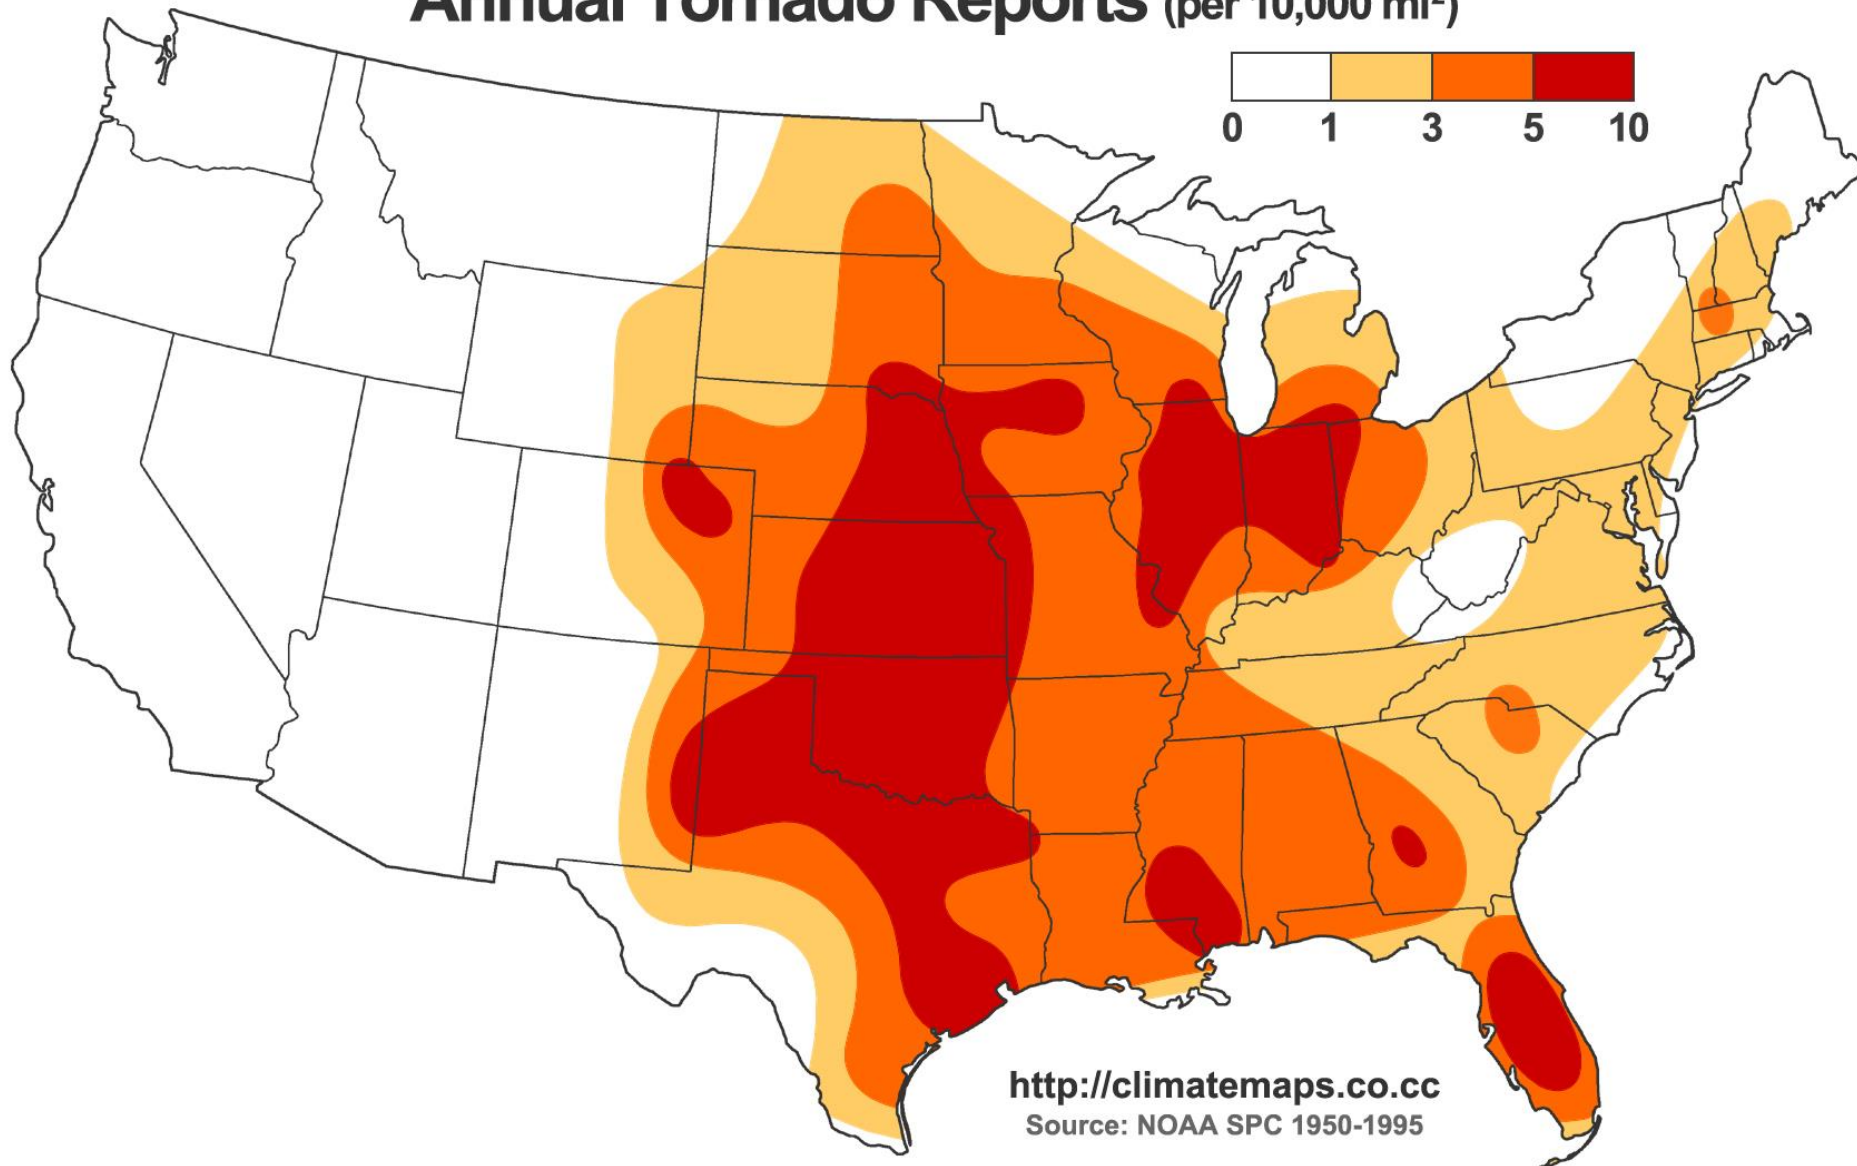 Annual Tornado Reports (per 10,000 mi²)
0 1 3 5 10
http://climatemaps.co.cc
Source: NOAA SPC 1950-1995